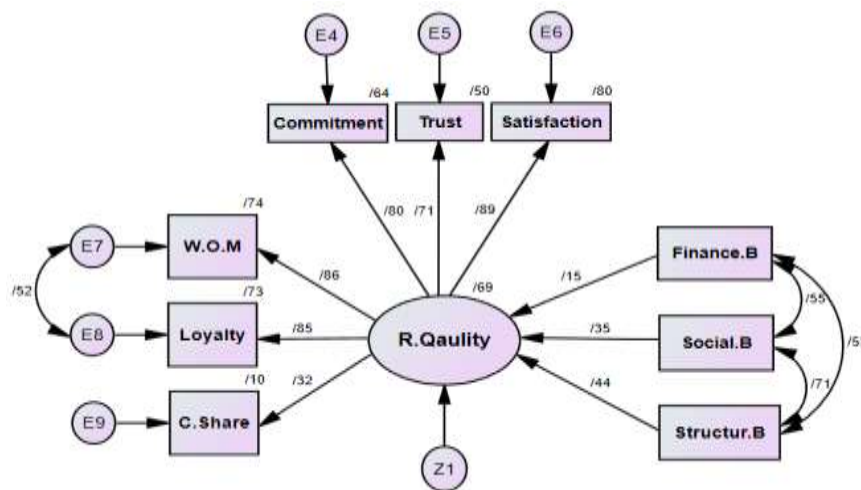 E4
E5
E6
/64
/50
/80
Commitment
Trust
Satisfaction
/80
/71
/89
/74
E7
W.O.M
/86
Finance.B
/15
/69
/52
/73
/55
E8
Loyalty
/85
R.Qaulity
/35
Social.B
/10
/32
/44
/71
E9
C.Share
Structur.B
Z1